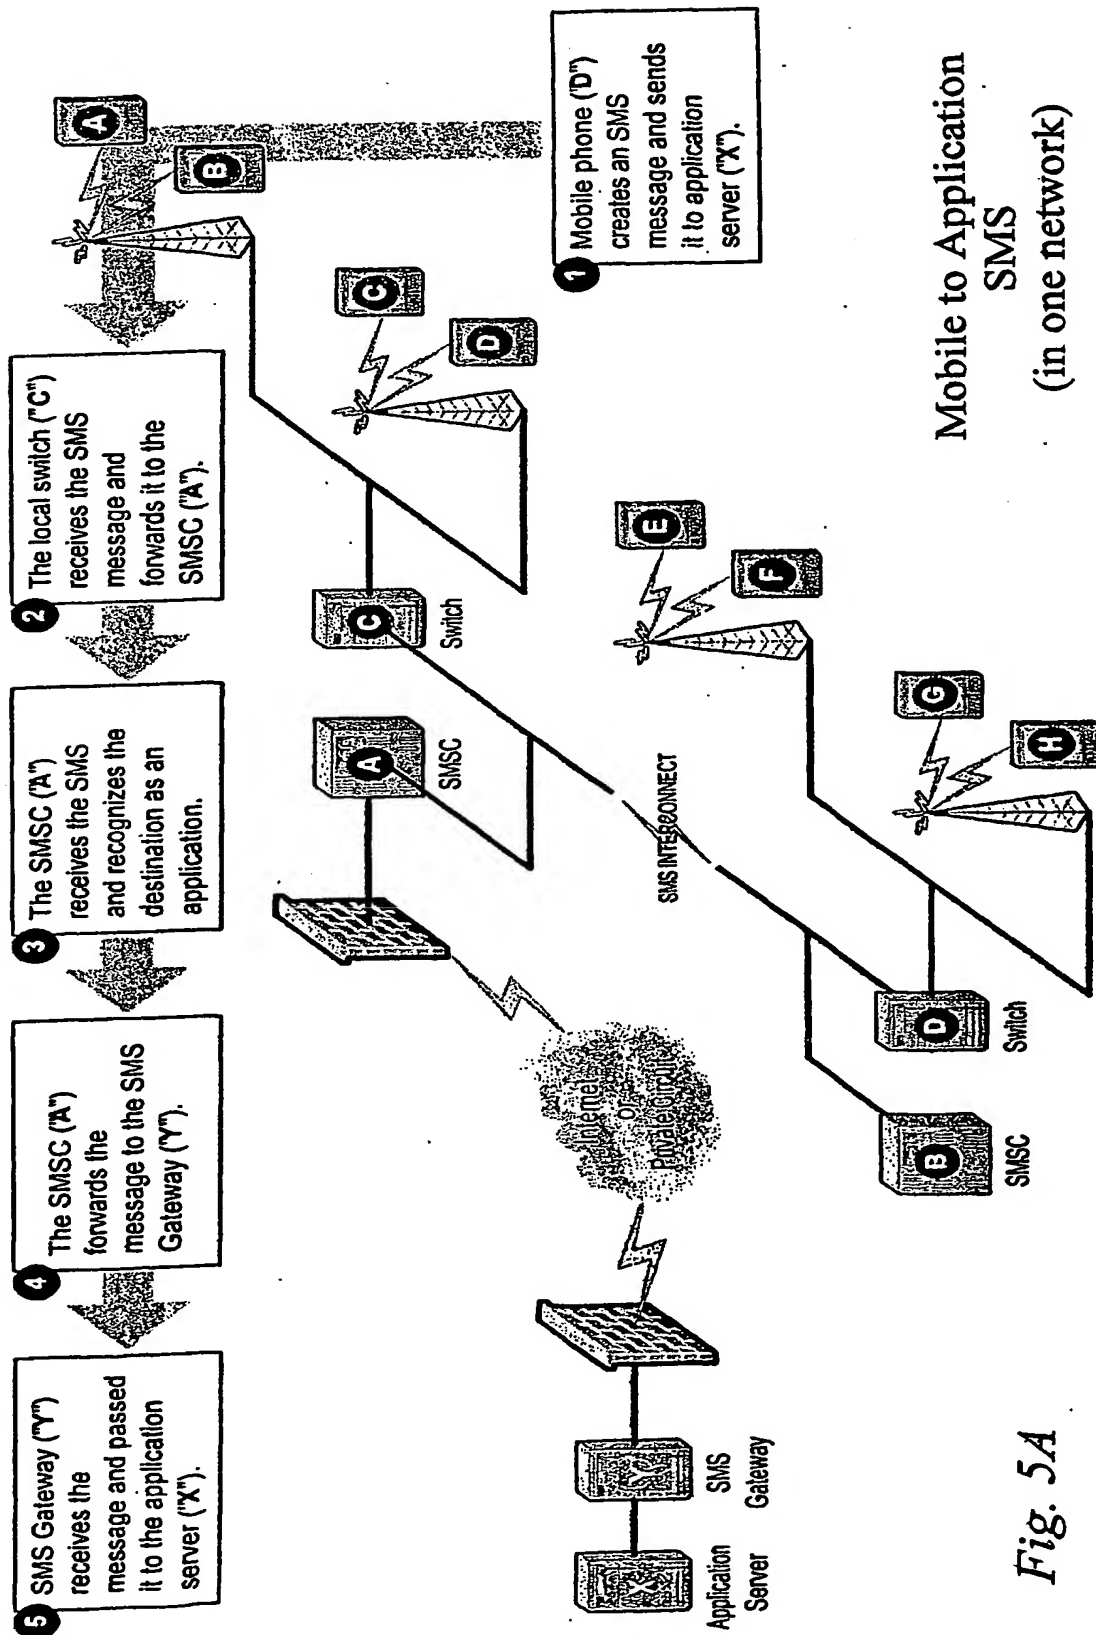 1
Mobile phone ("D")
creates an SMS
message and sends
it to application
server ("X").
2
The local switch ("C")
receives the SMS
message and
forwards it to the
SMSC ("A").
3
The SMSC ("A")
receives the SMS
and recognizes the
destination as an
application.
4
The SMSC ("A")
forwards the
message to the SMS
Gateway ("Y").
5
SMS Gateway ("Y")
receives the
message and passed
it to the application
server ("X").
A
B
C
D
C
Switch
A
SMSC
SMS INTERCONNECT
E
F
G
H
D
Switch
B
SMSC
Internet
or
Private Circuit
Y
SMS
Gateway
X
Application
Server
Mobile to Application
SMS
(in one network)
Fig. 5A